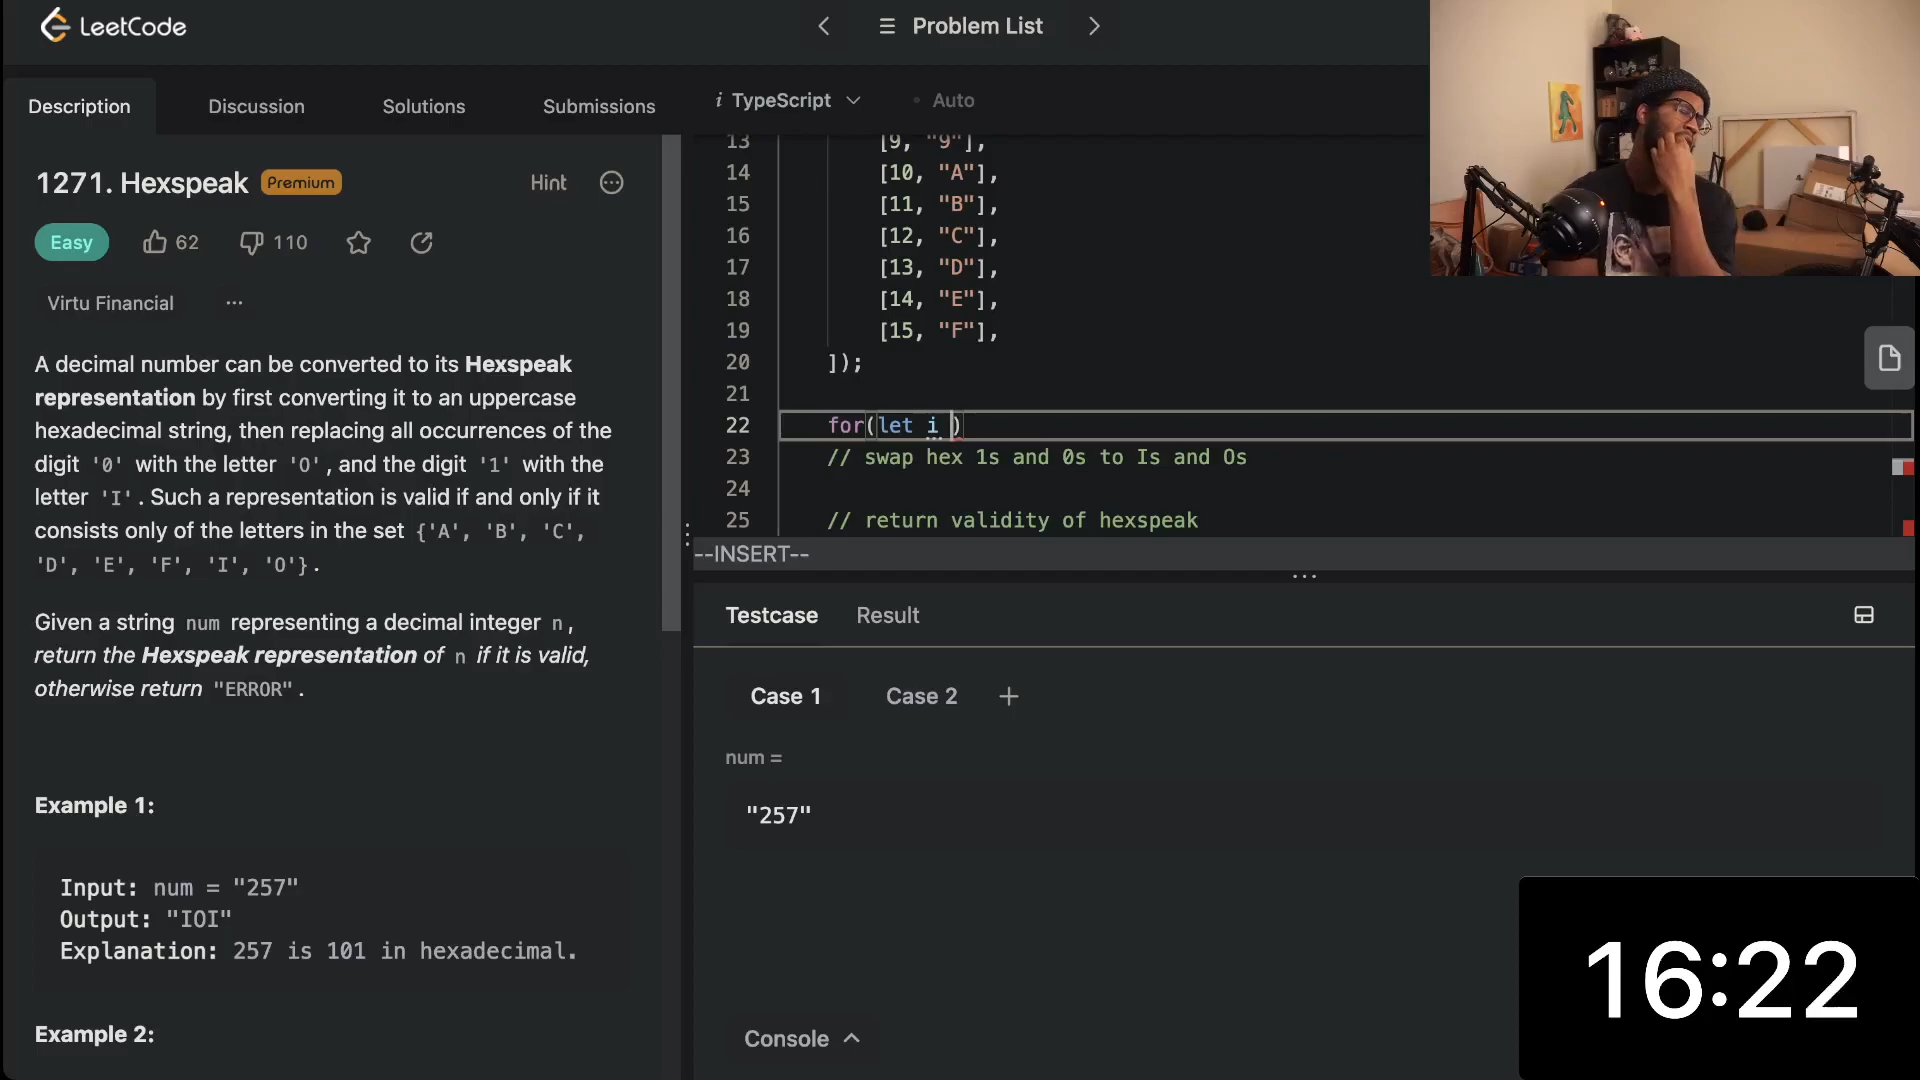 LeetCode
Problem List
Description
Discussion
Solutions
Submissions
i TypeScript
Auto
1271. Hexspeak
Premium
Hint
Easy
62
110
Virtu Financial
...
A decimal number can be converted to its Hexspeak
representation by first converting it to an uppercase
hexadecimal string, then replacing all occurrences of the
digit '0' with the letter 'O', and the digit '1' with the
letter 'I'. Such a representation is valid if and only if it
consists only of the letters in the set {'A', 'B', 'C',
'D', 'E', 'F', 'I', 'O'}.
Given a string num representing a decimal integer n,
return the Hexspeak representation of n if it is valid,
otherwise return "ERROR".
Example 1:
Input: num = "257"
Output: "IOI"
Explanation: 257 is 101 in hexadecimal.
Example 2:
13 [9, "9"],
14 [10, "A"],
15 [11, "B"],
16 [12, "C"],
17 [13, "D"],
18 [14, "E"],
19 [15, "F"],
20 ]);
21
22 for(let i )
23 // swap hex 1s and 0s to Is and Os
24
25 // return validity of hexspeak
--INSERT--
Testcase
Result
Case 1
Case 2
+
num =
"257"
Console
16:22